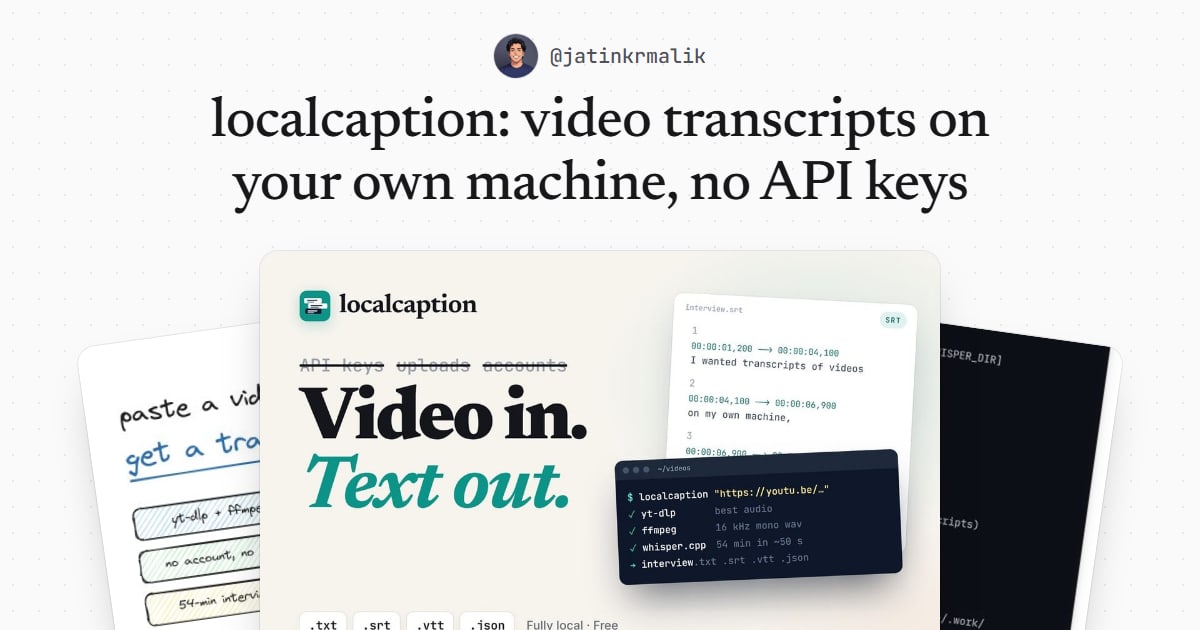 @jatinkrmalik
localcaption: video transcripts on
your own machine, no API keys
localcaption
API keys uploads accounts
Video in.
Text out.
.txt .srt .vtt .json Fully local · Free
interview.srt
SRT
1
00:00:01,200 → 00:00:04,100
I wanted transcripts of videos
2
00:00:04,100 → 00:00:06,900
on my own machine,
3
00:00:06,900
~/videos
$ localcaption "https://youtu.be/…"
✓ yt-dlp best audio
✓ ffmpeg 16 kHz mono wav
✓ whisper.cpp 54 min in ~50 s
→ interview.txt .srt .vtt .json
paste a vid
get a tra
yt-dlp + ffmpe
no account, no
54-min intervi
ISPER_DIR]
cripts)
/.work/